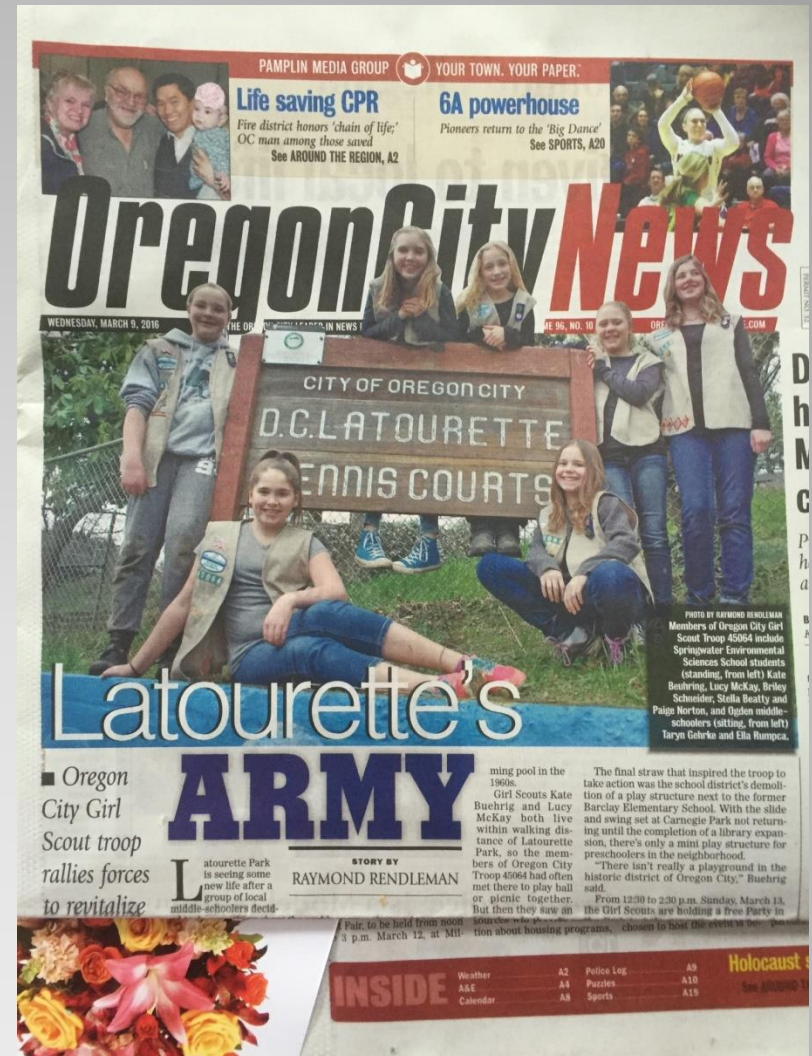 PAMPLIN MEDIA GROUP YOUR TOWN. YOUR PAPER.
Life saving CPR
Fire district honors 'chain of life;'
OC man among those saved
See AROUND THE REGION, A2
6A powerhouse
Pioneers return to the 'Big Dance'
See SPORTS, A20
OregonCityNews
WEDNESDAY, MARCH 9, 2016
IN NEWS
NO. 10
.COM
CITY OF OREGON CITY
D.C.LATOURETTE
ENNIS COURTS
PHOTO BY RAYMOND RENDLEMAN
Members of Oregon City Girl
Scout Troop 45064 include
Springwater Environmental
Sciences School students
(standing, from left) Kate
Beuhring, Lucy McKay, Briley
Schneider, Stella Beatty and
Paige Norton, and Ogden middle-
schoolers (sitting, from left)
Taryn Gehrke and Ella Rumpca.
Latourette's
ARMY
■ Oregon
City Girl
Scout troop
rallies forces
to revitalize
STORY BY
RAYMOND RENDLEMAN
Latourette Park
is seeing some
new life after a
group of local
middle-schoolers decid-
ming pool in the
1960s.
Girl Scouts Kate
Buehrig and Lucy
McKay both live
within walking dis-
tance of Latourette
Park, so the mem-
bers of Oregon City
Troop 45064 had often
met there to play ball
or picnic together.
But then they saw an
The final straw that inspired the troop to
take action was the school district's demoli-
tion of a play structure next to the former
Barclay Elementary School. With the slide
and swing set at Carnegie Park not return-
ing until the completion of a library expan-
sion, there's only a mini play structure for
preschoolers in the neighborhood.
"There isn't really a playground in the
historic district of Oregon City," Buehrig
said.
From 12:30 to 2:30 p.m. Sunday, March 13,
the Girl Scouts are holding a free Party in
Fair, to be held from noon
3 p.m. March 12, at Mil-
tion about housing programs,
chosen to host the event
INSIDE
Weather A2
A&E A4
Calendar A8
Police Log A9
Puzzles A10
Sports A15
Holocaust